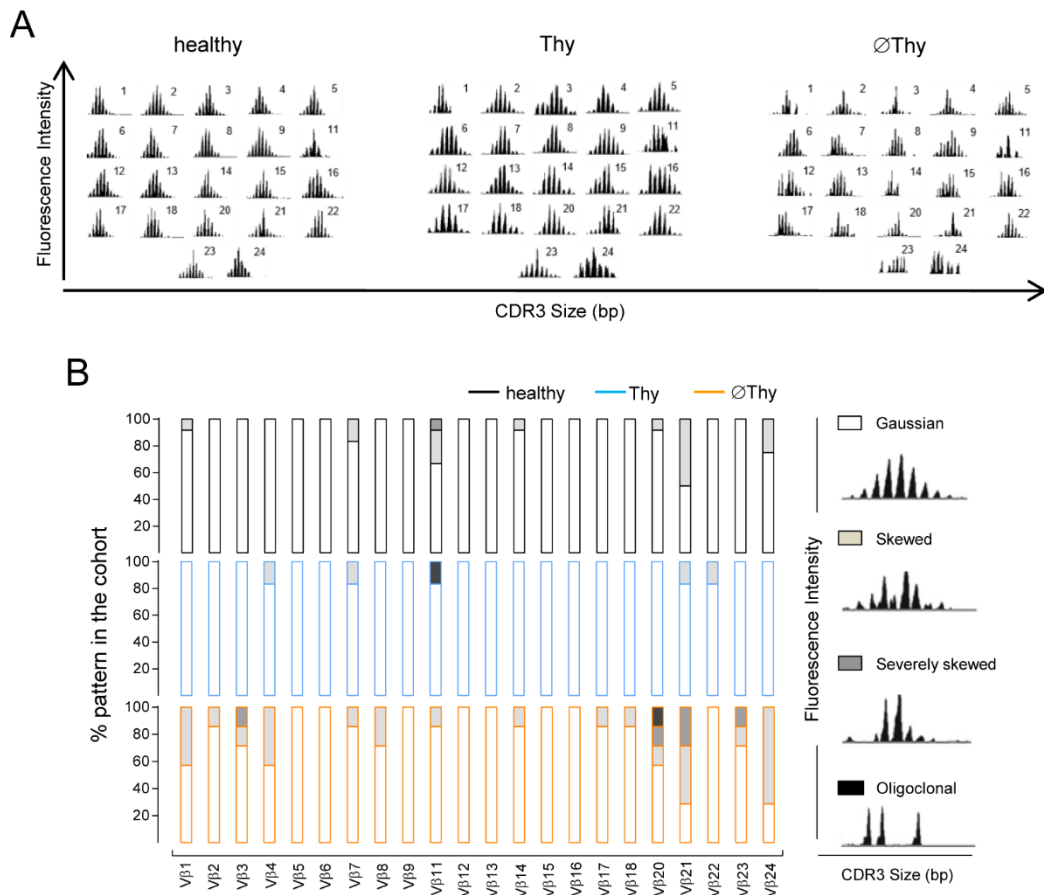 A
healthy
Thy
∅Thy
Fluorescence Intensity
1 2 3 4 5
6 7 8 9 11
12 13 14 15 16
17 18 20 21 22
23 24
1 2 3 4 5
6 7 8 9 11
12 13 14 15 16
17 18 20 21 22
23 24
1 2 3 4 5
6 7 8 9 11
12 13 14 15 16
17 18 20 21 22
23 24
CDR3 Size (bp)
B
healthy
Thy
∅Thy
% pattern in the cohort
100
80
60
40
20
100
80
60
40
20
100
80
60
40
20
Vβ1 Vβ2 Vβ3 Vβ4 Vβ5 Vβ6 Vβ7 Vβ8 Vβ9 Vβ11 Vβ12 Vβ13 Vβ14 Vβ15 Vβ16 Vβ17 Vβ18 Vβ20 Vβ21 Vβ22 Vβ23 Vβ24
Fluorescence Intensity
Gaussian
Skewed
Severely skewed
Oligoclonal
CDR3 Size (bp)